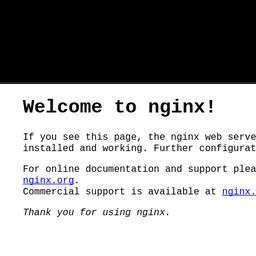 Welcome to nginx!
If you see this page, the nginx web serve
installed and working. Further configurat
For online documentation and support plea
nginx.org.
Commercial support is available at nginx.
Thank you for using nginx.